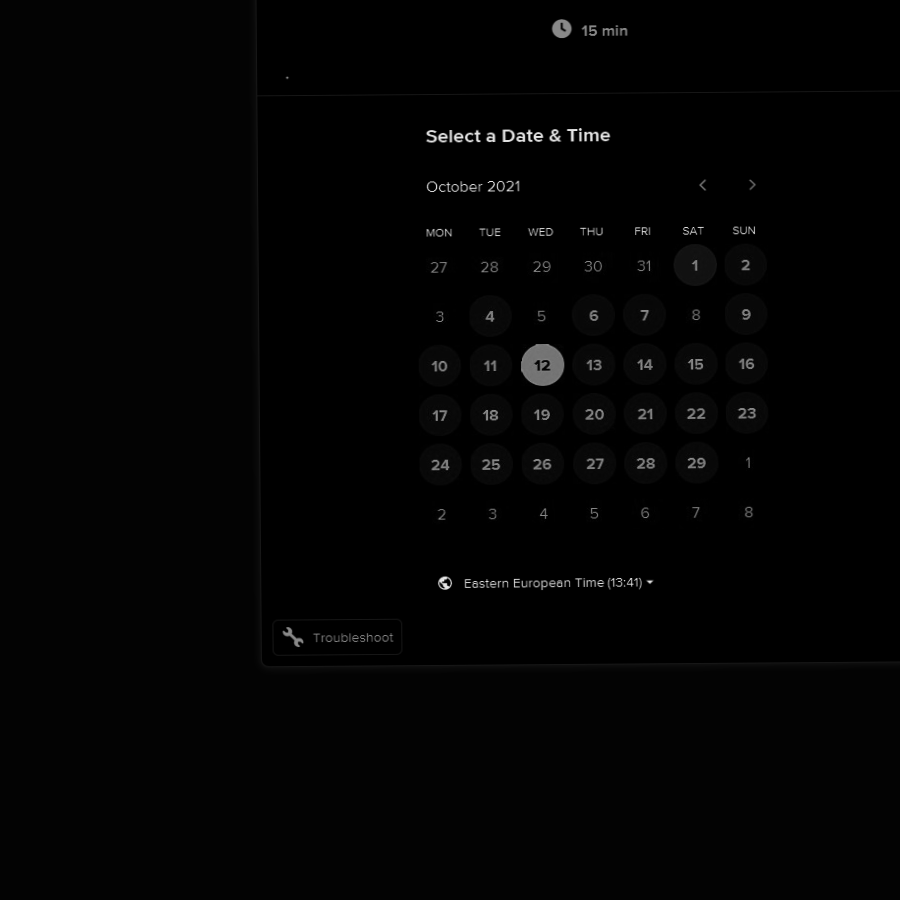 15 min
Select a Date & Time
October 2021
MON TUE WED THU FRI SAT SUN
27 28 29 30 31 1 2
3 4 5 6 7 8 9
10 11 12 13 14 15 16
17 18 19 20 21 22 23
24 25 26 27 28 29 1
2 3 4 5 6 7 8
Eastern European Time (13:41)
Troubleshoot